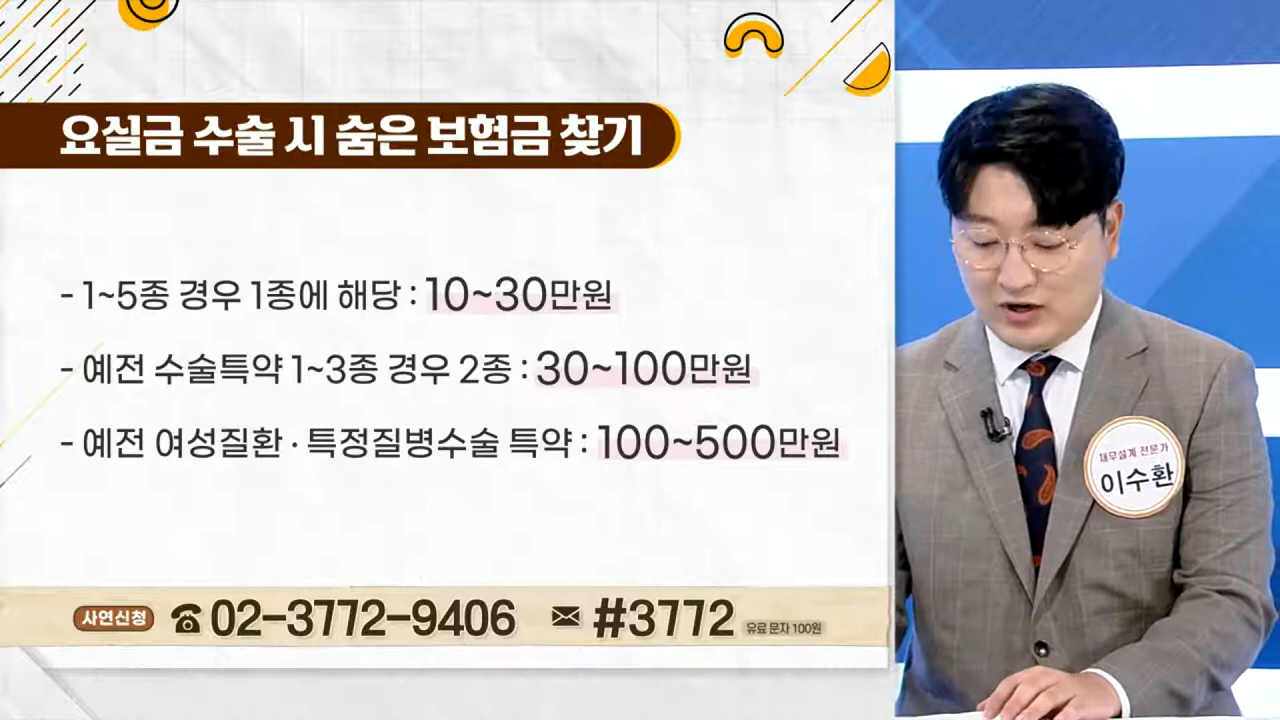 요실금 수술 시 숨은 보험금 찾기
- 1~5종 경우 1종에 해당 : 10~30만원
- 예전 수술특약 1~3종 경우 2종 : 30~100만원
- 예전 여성질환·특정질병수술 특약 : 100~500만원
재무설계 전문가
이수환
사연신청 02-3772-9406 #3772 유료 문자 100원